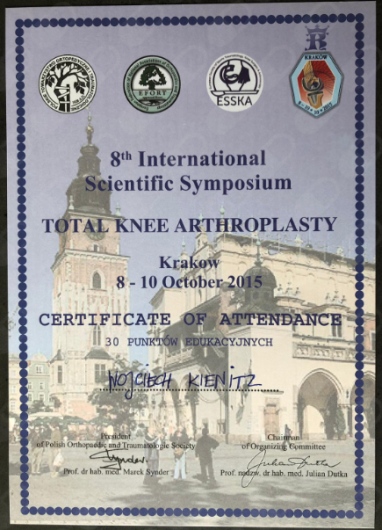 EFORT
ESSKA
KRAKOW
8th International
Scientific Symposium
TOTAL KNEE ARTHROPLASTY
Krakow
8 - 10 October 2015
CERTIFICATE OF ATTENDANCE
30 PUNKTÓW EDUKACYJNYCH
WOJCIECH KIENITZ
President
of Polish Orthopaedic and Traumatologic Society
Prof. dr hab. med. Marek Synder
Chairman
of Organizing Committee
Prof. nadzw. dr hab. med. Julian Dutka